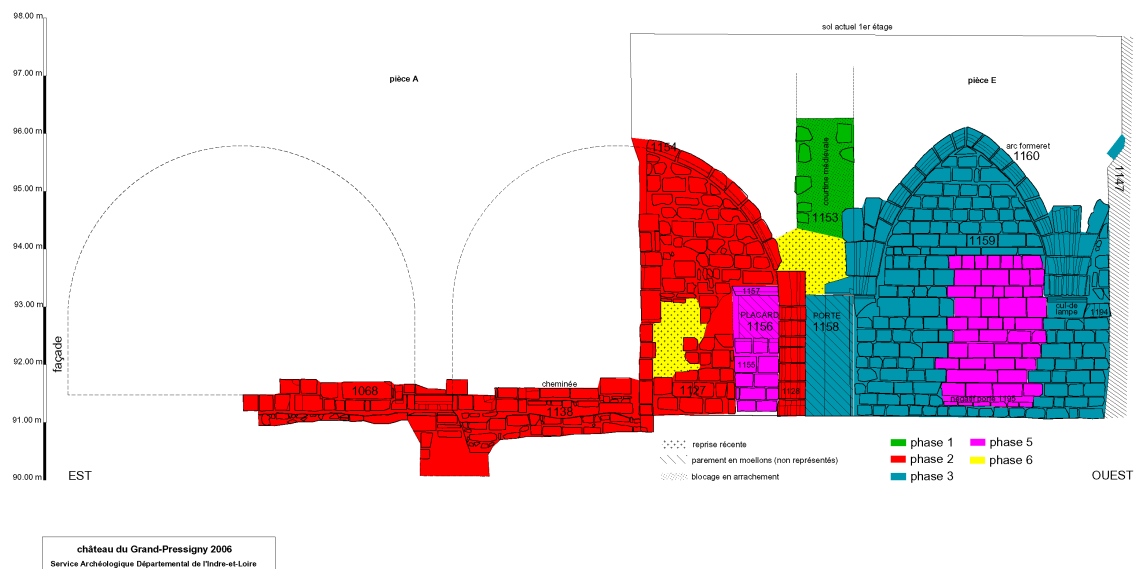 98.00 m
97.00 m
96.00 m
95.00 m
94.00 m
93.00 m
92.00 m
91.00 m
90.00 m
sol actuel 1er étage
pièce A
pièce E
façade
1154
courtine médiévale
1153
arc formeret
1160
1147
1159
1157
PLACARD
1156
1155
PORTE
1158
cul-de
lampe
1194
1068
cheminée
1138
1127
1128
1195
EST
OUEST
reprise récente
parement en moellons (non représentés)
blocage en arrachement
phase 1
phase 2
phase 3
phase 5
phase 6
château du Grand-Pressigny 2006
Service Archéologique Départemental de l'Indre-et-Loire